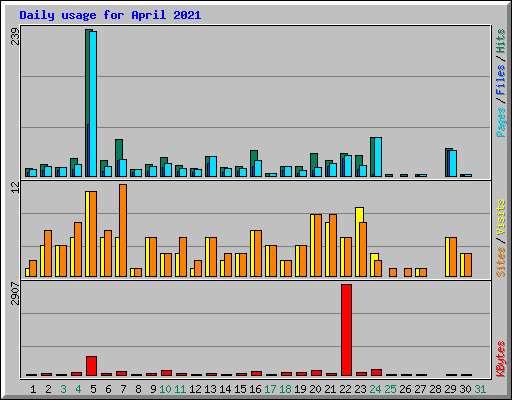 Daily usage for April 2021
239
Pages/Files/Hits
12
Sites/Visits
2907
KBytes
1 2 3 4 5 6 7 8 9 10 11 12 13 14 15 16 17 18 19 20 21 22 23 24 25 26 27 28 29 30 31